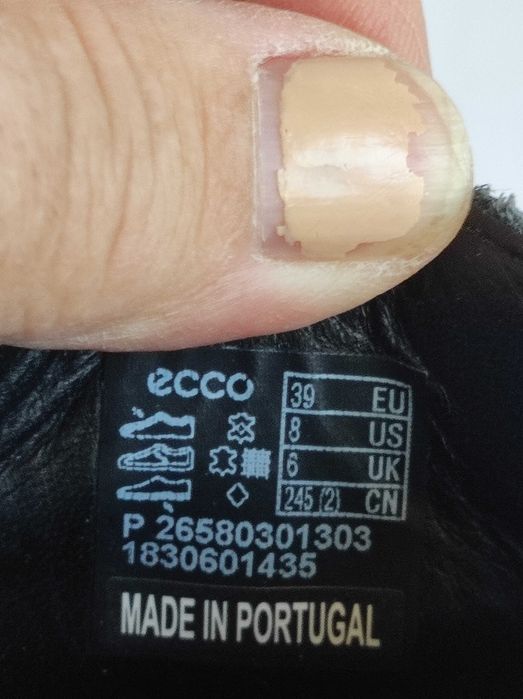 ecco
39 EU
8 US
6 UK
245 (2) CN
P 26580301303
1830601435
MADE IN PORTUGAL